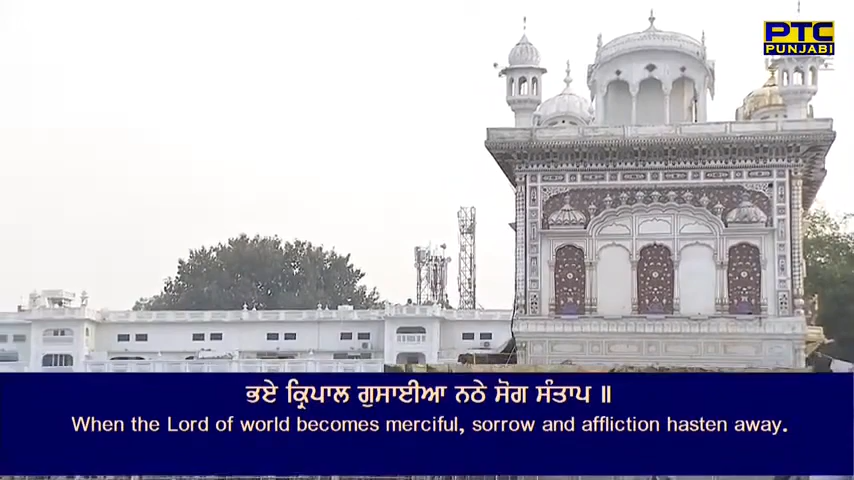 PTC
PUNJABI
ਭਏ ਕ੍ਰਿਪਾਲ ਗੁਸਾਈਆ ਨਠੇ ਸੋਗ ਸੰਤਾਪ ॥
When the Lord of world becomes merciful, sorrow and affliction hasten away.